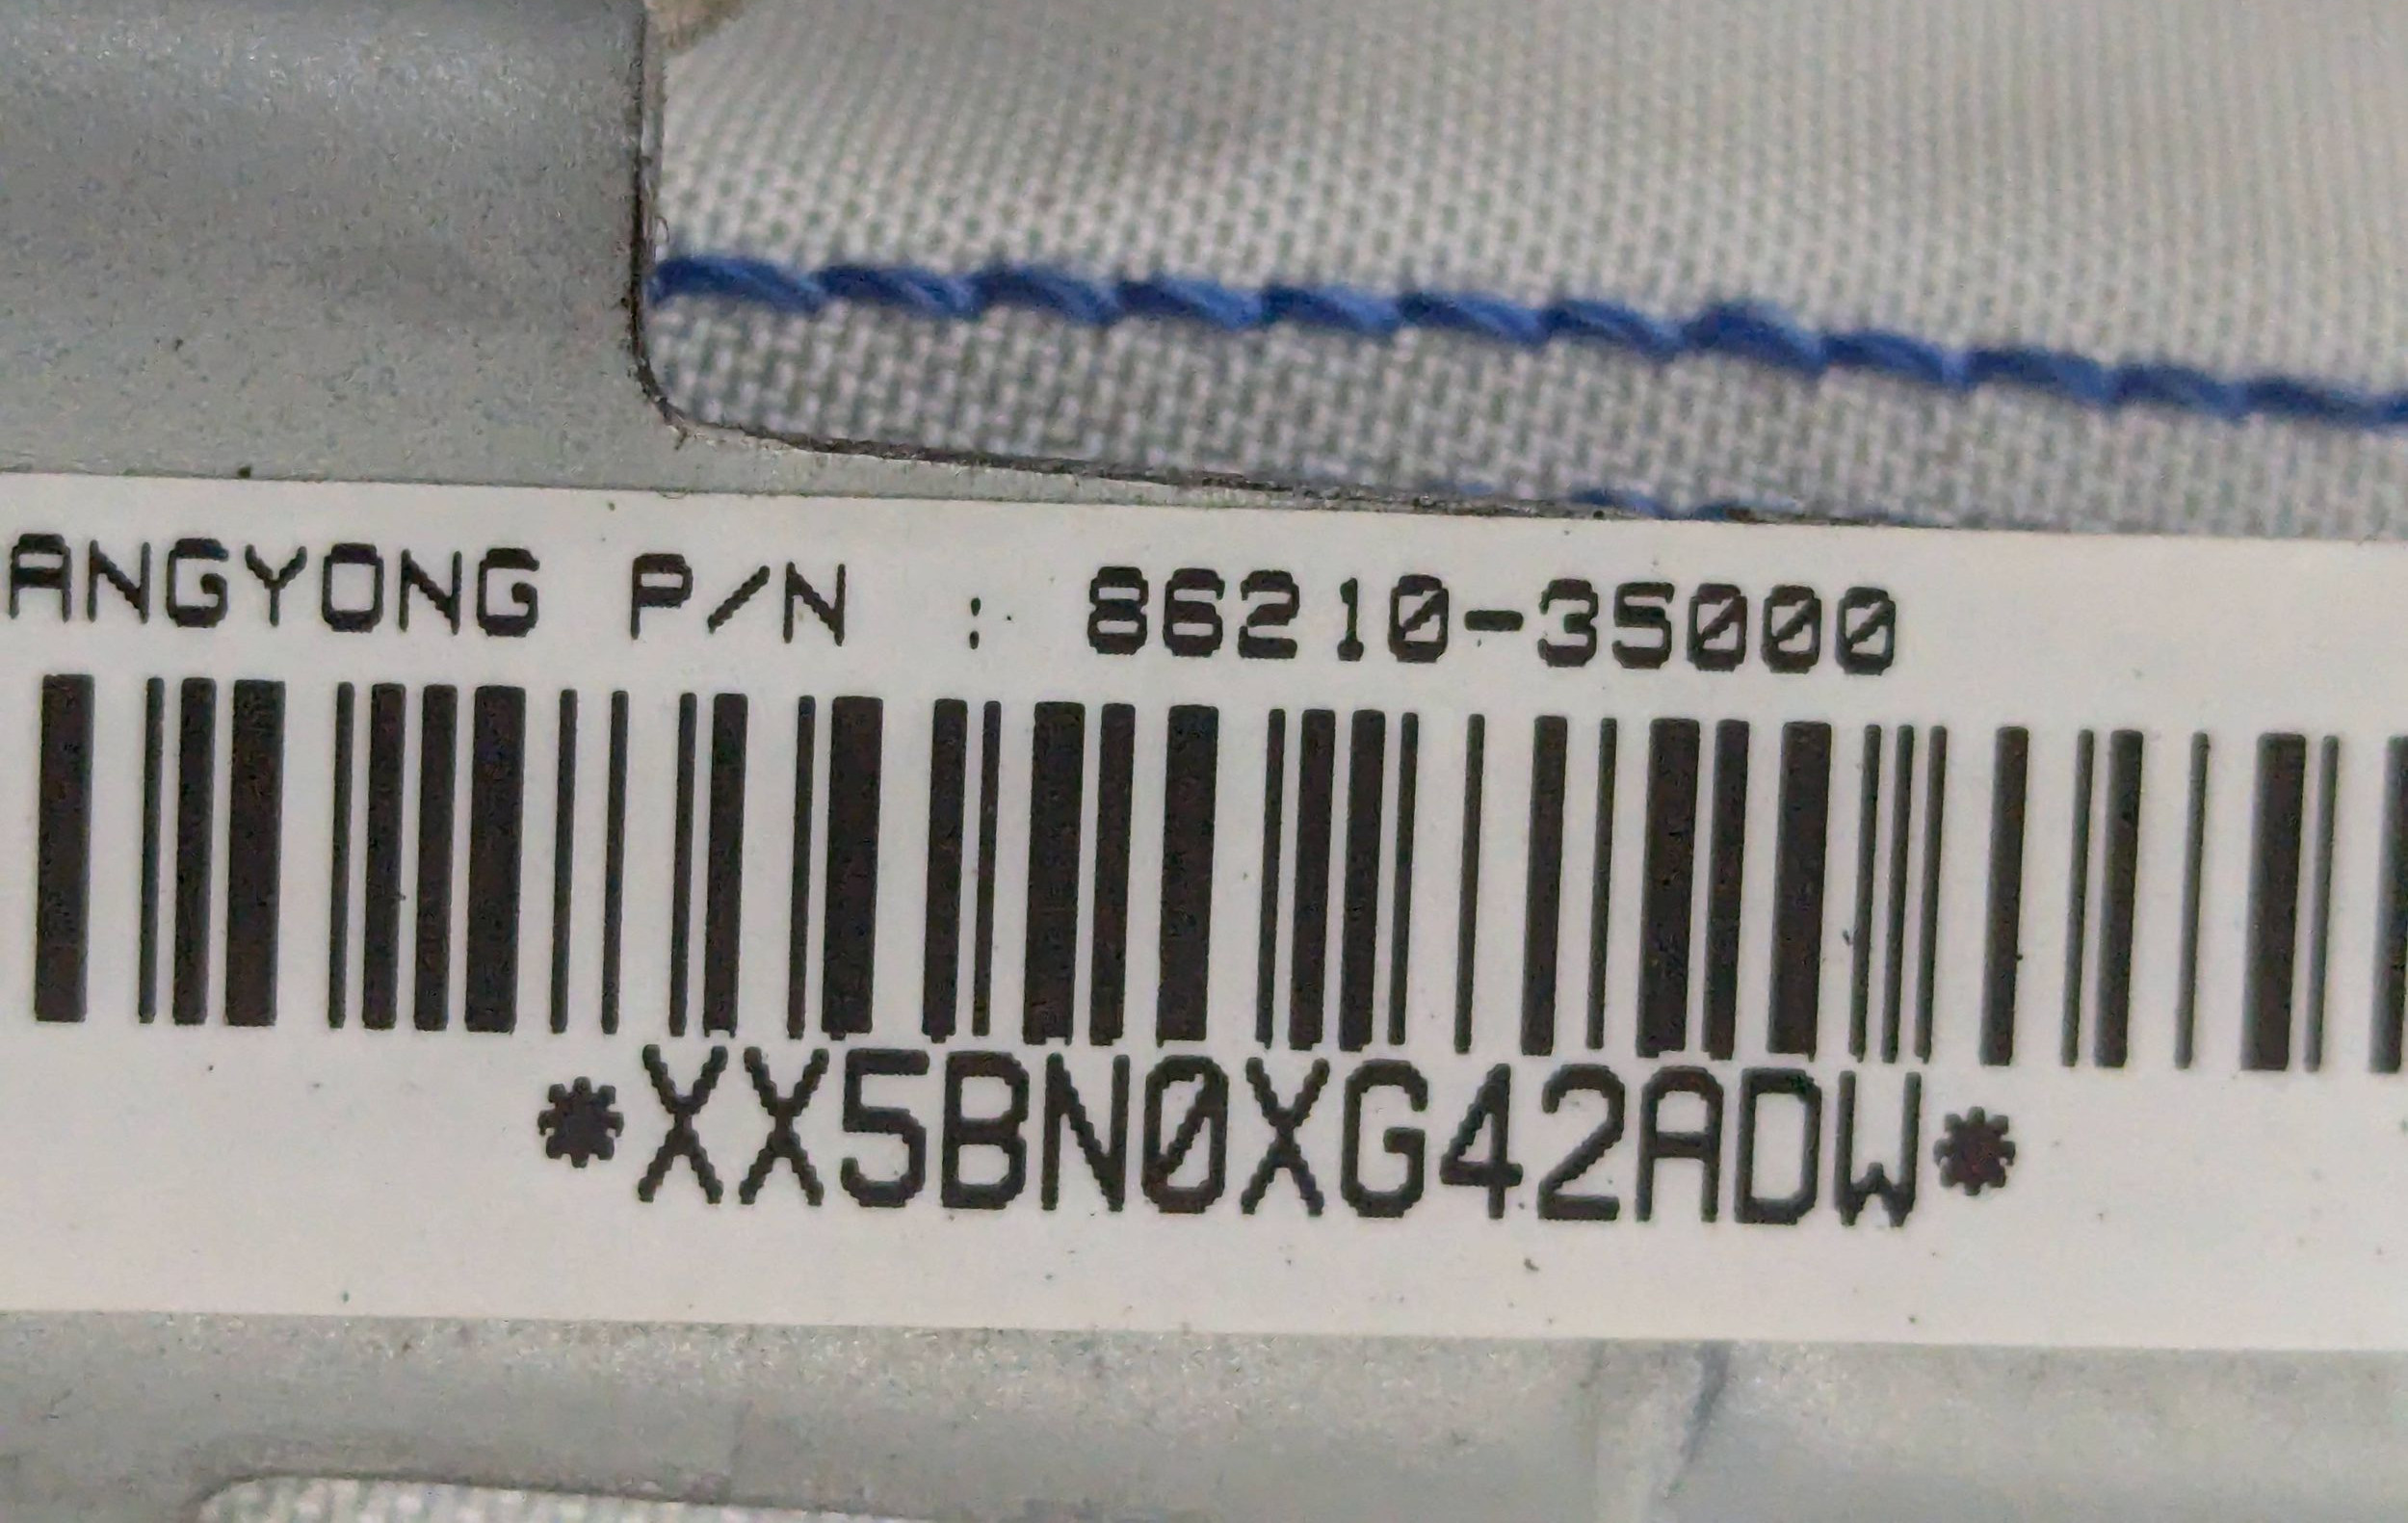 ANGYONG P/N : 86210-35000
*XX5BN0XG42ADW*